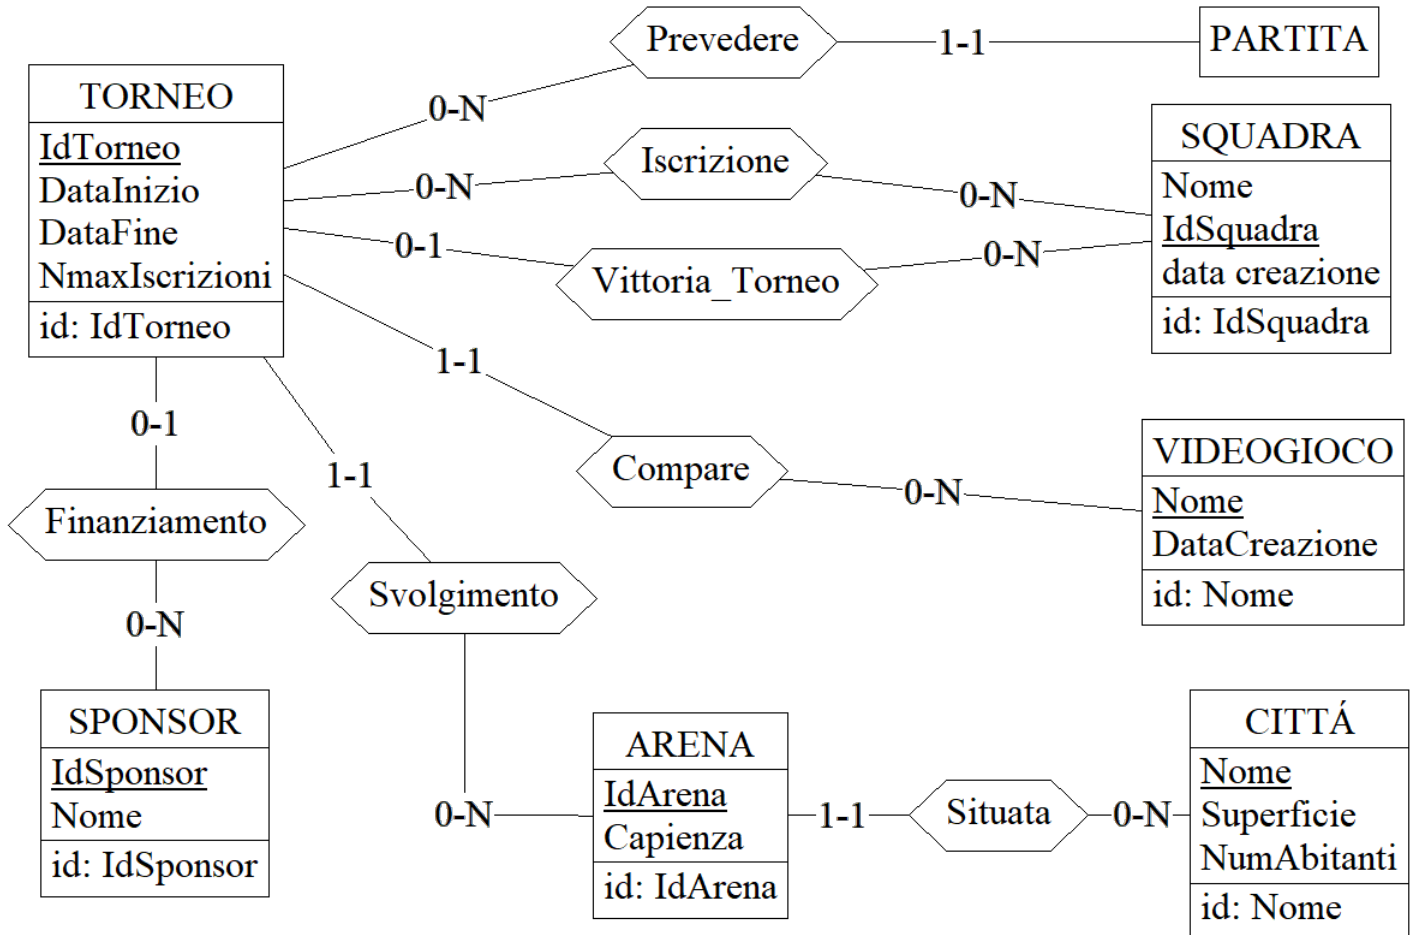 Prevedere
1-1
PARTITA
TORNEO
IdTorneo
DataInizio
DataFine
NmaxIscrizioni
id: IdTorneo
0-N
0-N
Iscrizione
0-N
SQUADRA
Nome
IdSquadra
data creazione
id: IdSquadra
0-1
Vittoria_Torneo
0-N
1-1
Compare
0-N
VIDEOGIOCO
Nome
DataCreazione
id: Nome
0-1
Finanziamento
0-N
1-1
Svolgimento
0-N
SPONSOR
IdSponsor
Nome
id: IdSponsor
ARENA
IdArena
Capienza
id: IdArena
1-1
Situata
0-N
CITTÁ
Nome
Superficie
NumAbitanti
id: Nome